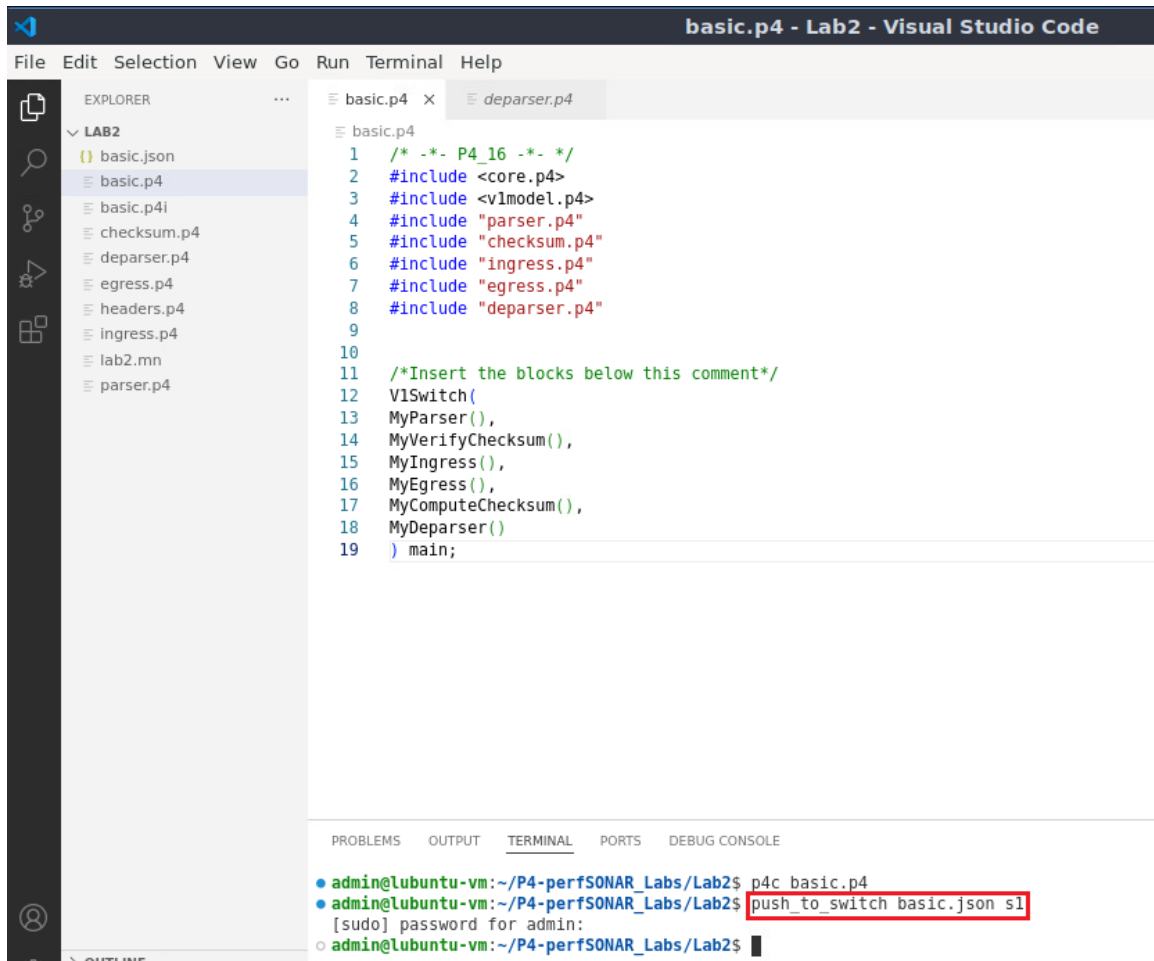 basic.p4 - Lab2 - Visual Studio Code
File Edit Selection View Go Run Terminal Help
EXPLORER ...
LAB2
{} basic.json
basic.p4
basic.p4i
checksum.p4
deparser.p4
egress.p4
headers.p4
ingress.p4
lab2.mn
parser.p4
basic.p4 × deparser.p4
basic.p4
1 /* -*- P4_16 -*- */
2 #include <core.p4>
3 #include <v1model.p4>
4 #include "parser.p4"
5 #include "checksum.p4"
6 #include "ingress.p4"
7 #include "egress.p4"
8 #include "deparser.p4"
9
10
11 /*Insert the blocks below this comment*/
12 V1Switch(
13 MyParser(),
14 MyVerifyChecksum(),
15 MyIngress(),
16 MyEgress(),
17 MyComputeChecksum(),
18 MyDeparser()
19 ) main;
PROBLEMS OUTPUT TERMINAL PORTS DEBUG CONSOLE
admin@lubuntu-vm:~/P4-perfSONAR_Labs/Lab2$ p4c basic.p4
admin@lubuntu-vm:~/P4-perfSONAR_Labs/Lab2$ push_to_switch basic.json s1
[sudo] password for admin:
admin@lubuntu-vm:~/P4-perfSONAR_Labs/Lab2$
> OUTLINE